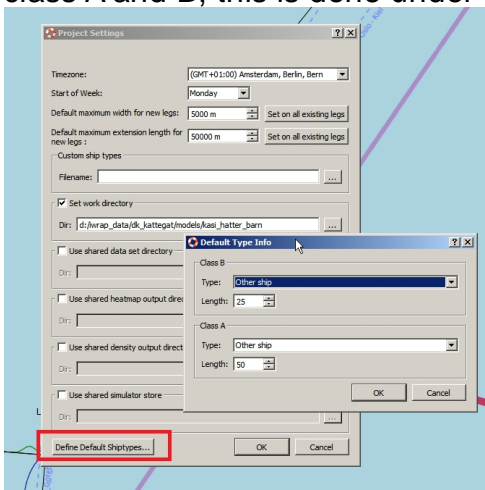 class A and B, this is done under
Project Settings
Timezone:
(GMT+01:00) Amsterdam, Berlin, Bern
Start of Week:
Monday
Default maximum width for new legs:
5000 m
Set on all existing legs
Default maximum extension length for
new legs :
50000 m
Set on all existing legs
Custom ship types
Filename:
...
Set work directory
Dir:
d:/wrap_data/dk_kattegat/models/kasi_hatter_barn
...
Use shared data set directory
Dir:
Use shared heatmap output direc
Dir:
Use shared density output direct
Dir:
Use shared simulator store
Dir:
...
Define Default Shiptypes...
OK
Cancel
Default Type Info
Class B
Type:
Other ship
Length:
25
Class A
Type:
Other ship
Length:
50
OK
Cancel